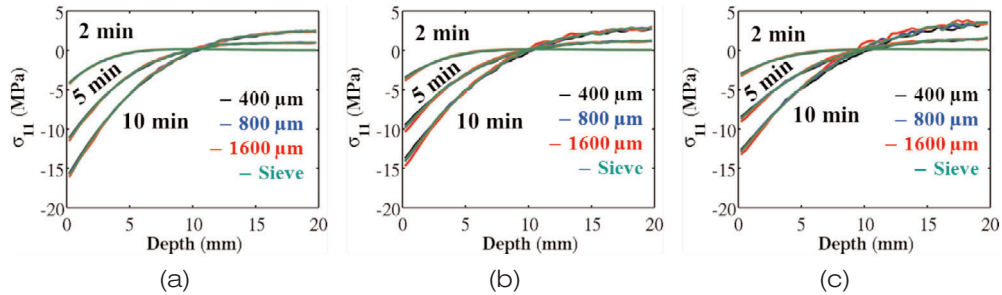 5
0
-5
-10
-15
-20
σ11 (MPa)
2 min
5 min
10 min
– 400 µm
– 800 µm
– 1600 µm
– Sieve
0 5 10 15 20
Depth (mm)
(a)
5
0
-5
-10
-15
-20
σ11 (MPa)
2 min
5 min
10 min
– 400 µm
– 800 µm
– 1600 µm
– Sieve
0 5 10 15 20
Depth (mm)
(b)
5
0
-5
-10
-15
-20
σ11 (MPa)
2 min
5 min
10 min
– 400 µm
– 800 µm
– 1600 µm
– Sieve
0 5 10 15 20
Depth (mm)
(c)